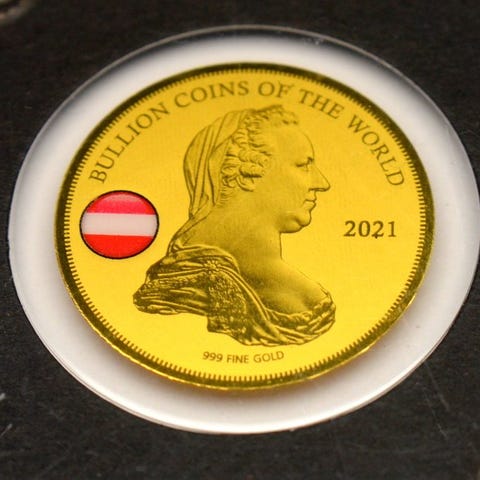 BULLION COINS OF THE WORLD
2021
999 FINE GOLD